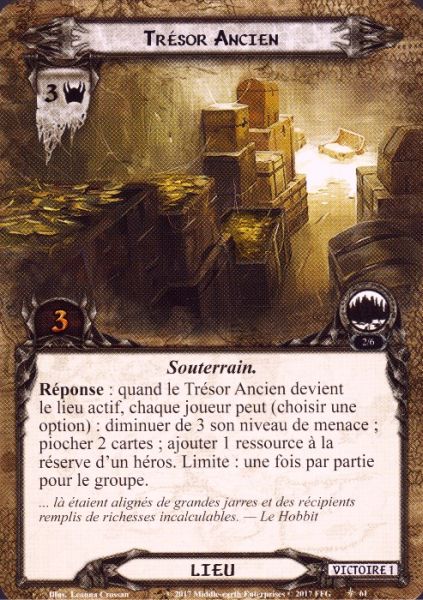 Trésor Ancien
3
3
2/6
Souterrain.
Réponse : quand le Trésor Ancien devient
le lieu actif, chaque joueur peut (choisir une
option) : diminuer de 3 son niveau de menace ;
piocher 2 cartes ; ajouter 1 ressource à la
réserve d'un héros. Limite : une fois par partie
pour le groupe.
... là étaient alignés de grandes jarres et des récipients
remplis de richesses incalculables. — Le Hobbit
LIEU
VICTOIRE 1
Illus. Leanna Crossan
©2017 Middle-earth Enterprises © 2017 FFG
61